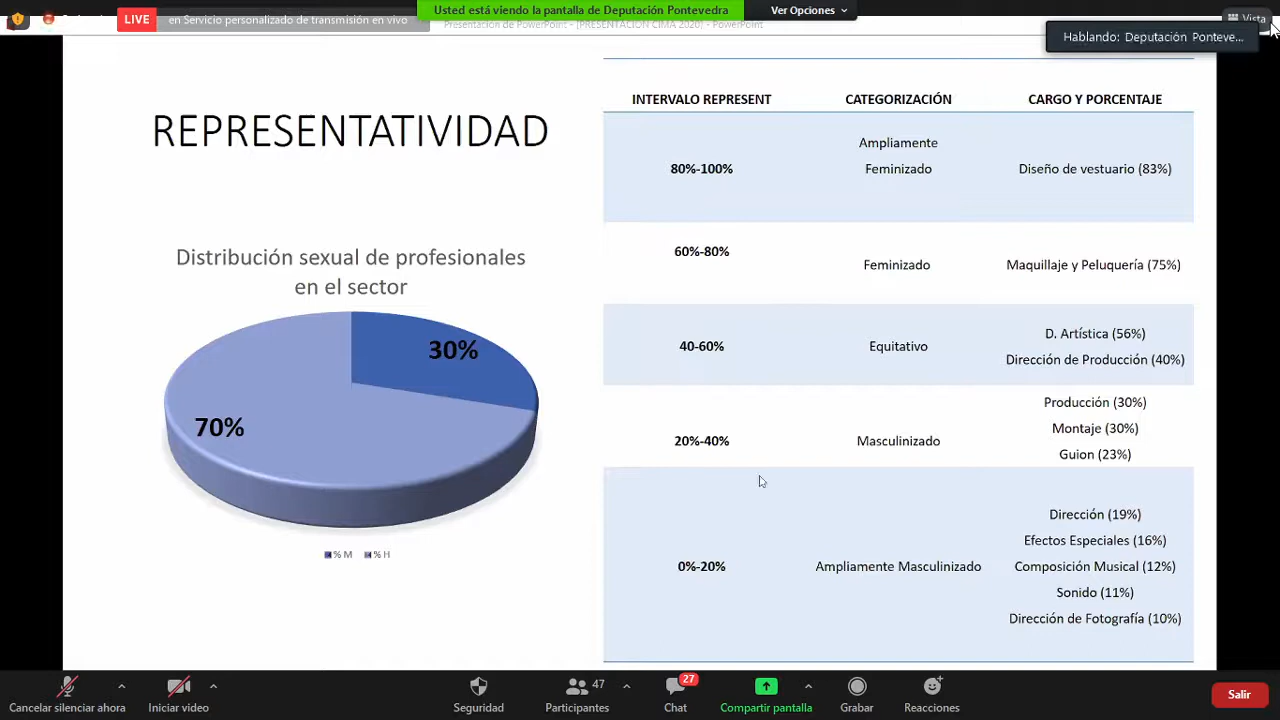 LIVE
en Servicio personalizado de transmisión en vivo
Usted está viendo la pantalla de Deputación Pontevedra
Ver Opciones
Presentación de PowerPoint - [PRESENTACION CIMA 2020] - PowerPoint
Vista
Hablando: Deputación Ponteve...
REPRESENTATIVIDAD
Distribución sexual de profesionales
en el sector
30%
70%
% M % H
INTERVALO REPRESENT CATEGORIZACIÓN CARGO Y PORCENTAJE
80%-100%
Ampliamente
Feminizado
Diseño de vestuario (83%)
60%-80%
Feminizado
Maquillaje y Peluquería (75%)
40-60%
Equitativo
D. Artística (56%)
Dirección de Producción (40%)
20%-40%
Masculinizado
Producción (30%)
Montaje (30%)
Guion (23%)
0%-20%
Ampliamente Masculinizado
Dirección (19%)
Efectos Especiales (16%)
Composición Musical (12%)
Sonido (11%)
Dirección de Fotografía (10%)
Cancelar silenciar ahora
Iniciar video
Seguridad
47
Participantes
27
Chat
Compartir pantalla
Grabar
Reacciones
Salir